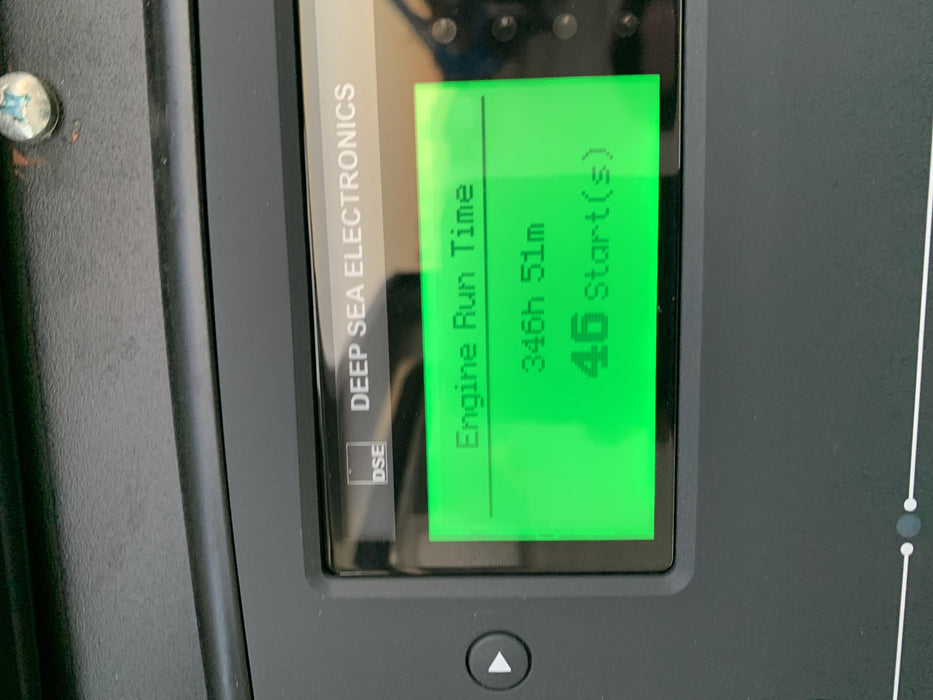 DSE
DEEP SEA ELECTRONICS
Engine Run Time
346h 51m
46 Start(s)